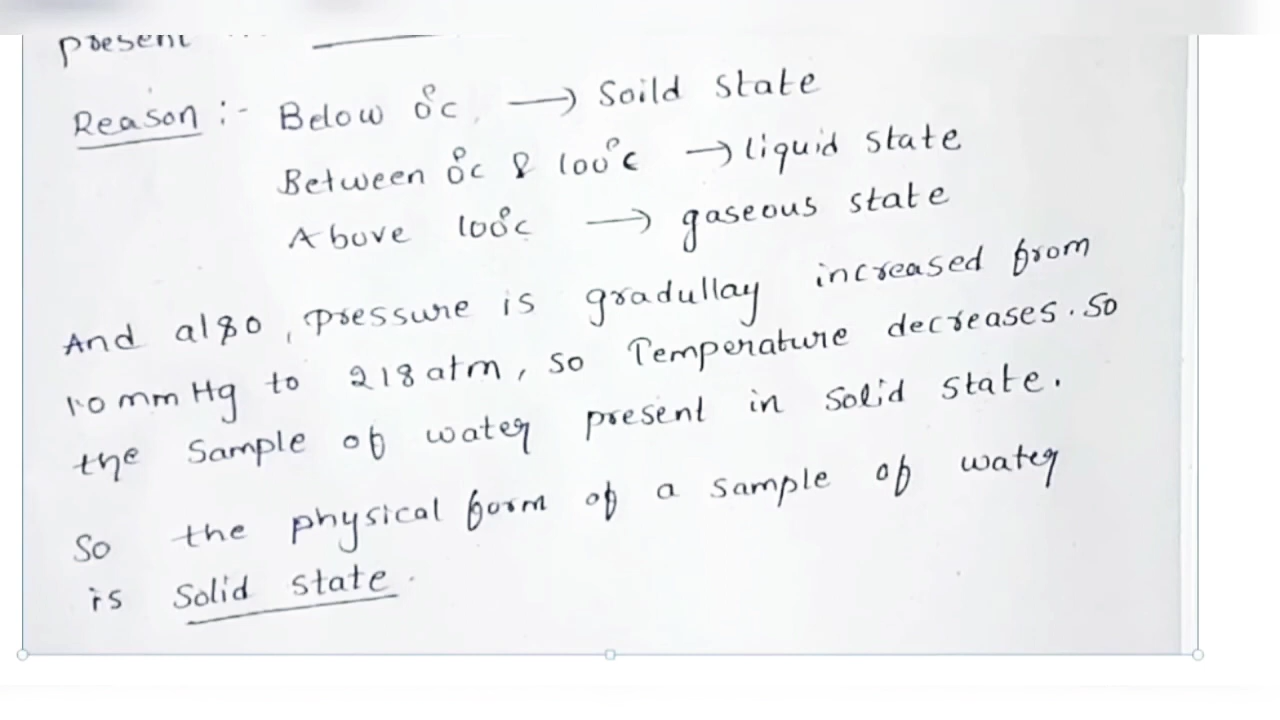 present
Reason :- Below 0°c, → Soild state
Between 0°c & 100°c → liquid state
Above 100°c → gaseous state
And also, pressure is gradullay increased from
1.0 mm Hg to 218 atm, so Temperature decreases. So
the sample of water present in solid state.
So the physical form of a sample of water
is solid state.